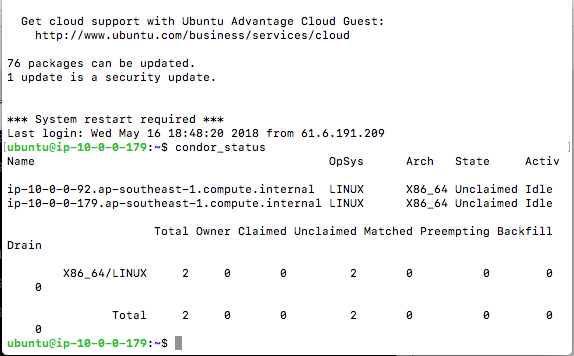 Get cloud support with Ubuntu Advantage Cloud Guest:
http://www.ubuntu.com/business/services/cloud
76 packages can be updated.
1 update is a security update.
*** System restart required ***
Last login: Wed May 16 18:48:20 2018 from 61.6.191.209
[ubuntu@ip-10-0-0-179:~$ condor_status ]
Name OpSys Arch State Activ
ip-10-0-0-92.ap-southeast-1.compute.internal LINUX X86_64 Unclaimed Idle
ip-10-0-0-179.ap-southeast-1.compute.internal LINUX X86_64 Unclaimed Idle
Total Owner Claimed Unclaimed Matched Preempting Backfill
Drain
X86_64/LINUX 2 0 0 2 0 0 0
0
Total 2 0 0 2 0 0 0
0
ubuntu@ip-10-0-0-179:~$